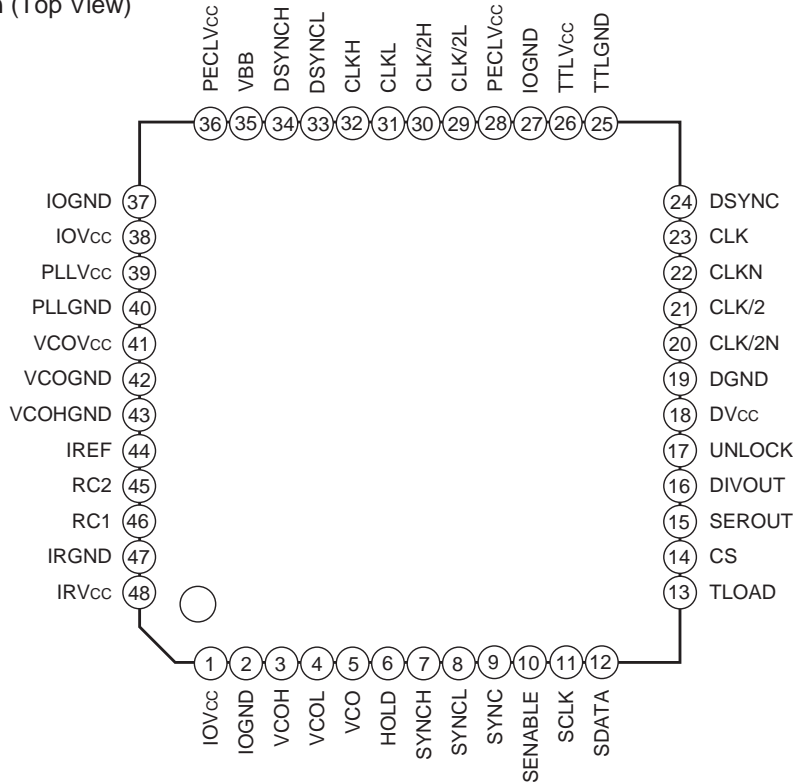 (Top View)
PECLVcc
VBB
DSYNCH
DSYNCL
CLKH
CLKL
CLK/2H
CLK/2L
PECLVcc
IOGND
TTLVcc
TTLGND
36 35 34 33 32 31 30 29 28 27 26 25
IOGND 37
IOVcc 38
PLLVcc 39
PLLGND 40
VCOVcc 41
VCOGND 42
VCOHGND 43
IREF 44
RC2 45
RC1 46
IRGND 47
IRVcc 48
24 DSYNC
23 CLK
22 CLKN
21 CLK/2
20 CLK/2N
19 DGND
18 DVcc
17 UNLOCK
16 DIVOUT
15 SEROUT
14 CS
13 TLOAD
1 2 3 4 5 6 7 8 9 10 11 12
IOVcc
IOGND
VCOH
VCOL
VCO
HOLD
SYNCH
SYNCL
SYNC
SENABLE
SCLK
SDATA